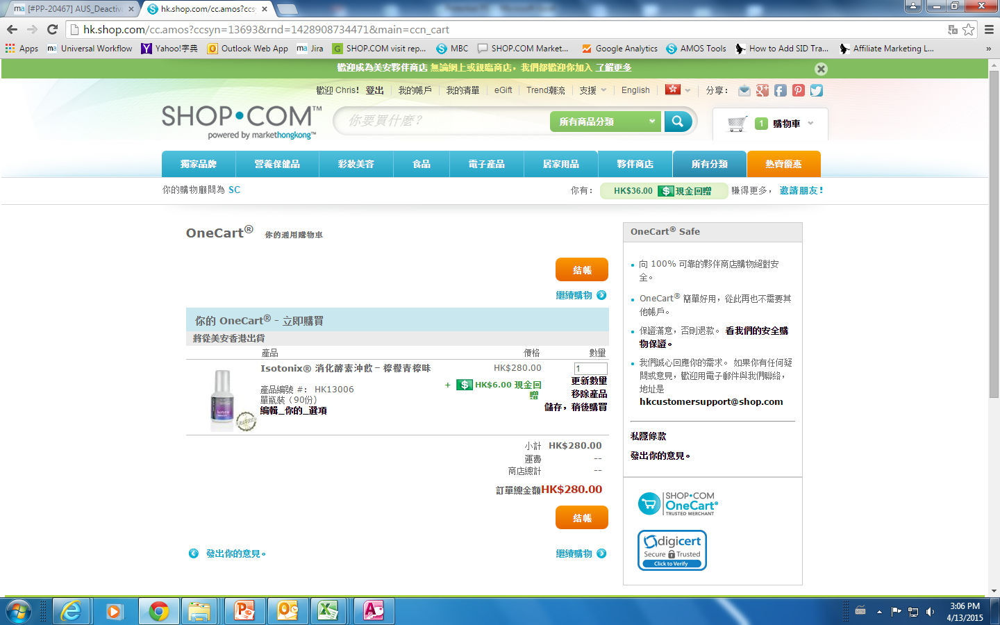 [#PP-20467] AUS_Deactiv
hk.shop.com/cc.amos?ccs
hk.shop.com/cc.amos?ccsyn=13693&rnd=1428908734471&main=ccn_cart
Apps Universal Workflow Yahoo!字典 Outlook Web App Jira SHOP.COM visit rep... MBC SHOP.COM Market... Google Analytics AMOS Tools How to Add SID Tra... Affiliate Marketing L... »
歡迎成為美安夥伴商店 無論網上或親臨商店，我們都歡迎你加入 了解更多
歡迎 Chris! 登出 我的帳戶 我的清單 eGift Trend潮流 支援 English 分享：
SHOP•COM™
powered by markethongkong™
你要買什麼?
所有商品分類
1 購物車
獨家品牌 營養保健品 彩妝美容 食品 電子產品 居家用品 夥伴商店 所有分類 熱賣優惠
你的購物顧問為 SC
你有： HK$36.00 $ 現金回贈 賺得更多， 邀請朋友!
OneCart® 你的通用購物車
结帳
繼續購物
你的 OneCart® - 立即購買
將從美安香港出貨
產品 價格 數量
Isotonix® 消化酵素沖飲 – 檸檬青檸味 HK$280.00 1
+ $ HK$6.00 現金回贈
更新數量
移除產品
儲存，稍後購買
產品編號 #： HK13006
單瓶裝（90份）
編輯_你的_選項
Isotonix
小計 HK$280.00
運費 --
商店總計 --
訂單總金額HK$280.00
结帳
發出你的意見。
繼續購物
OneCart® Safe
向 100% 可靠的夥伴商店購物絕對安
全。
OneCart® 簡單好用，從此再也不需要其
他帳戶。
保證滿意，否則退款。 看我們的安全購
物保證。
我們誠心回應你的需求。 如果你有任何疑
問或意見，歡迎用電子郵件與我們聯絡，
地址是
hkcustomersupport@shop.com
私隱條款
發出你的意見。
SHOP•COM
OneCart®
TRUSTED MERCHANT
digicert
Secure Trusted
Click to Verify
3:06 PM
4/13/2015